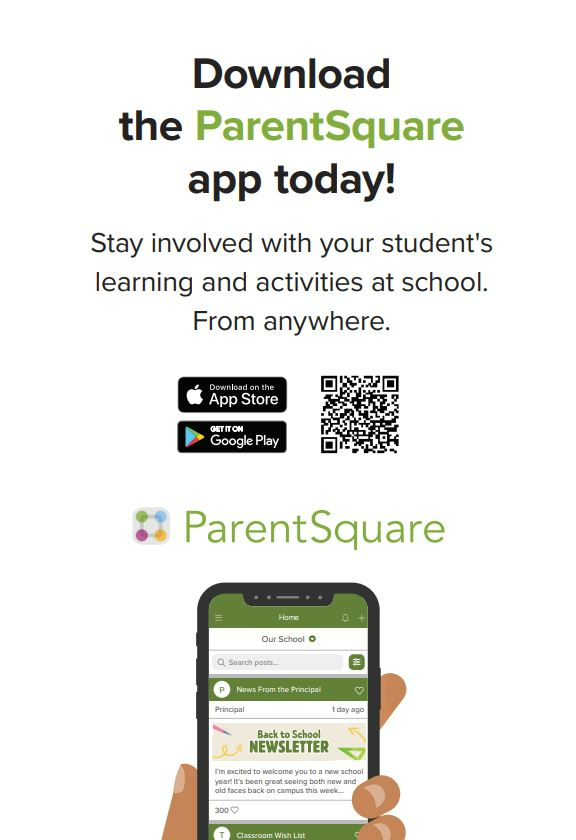 Download
the ParentSquare
app today!
Stay involved with your student's
learning and activities at school.
From anywhere.
Download on the
App Store
GET IT ON
Google Play
ParentSquare
Home
Our School
Search posts...
P News From the Principal
Principal 1 day ago
Back to School
NEWSLETTER
I'm excited to welcome you to a new school
year! It's been great seeing both new and
old faces back on campus this week...
300
T Classroom Wish List